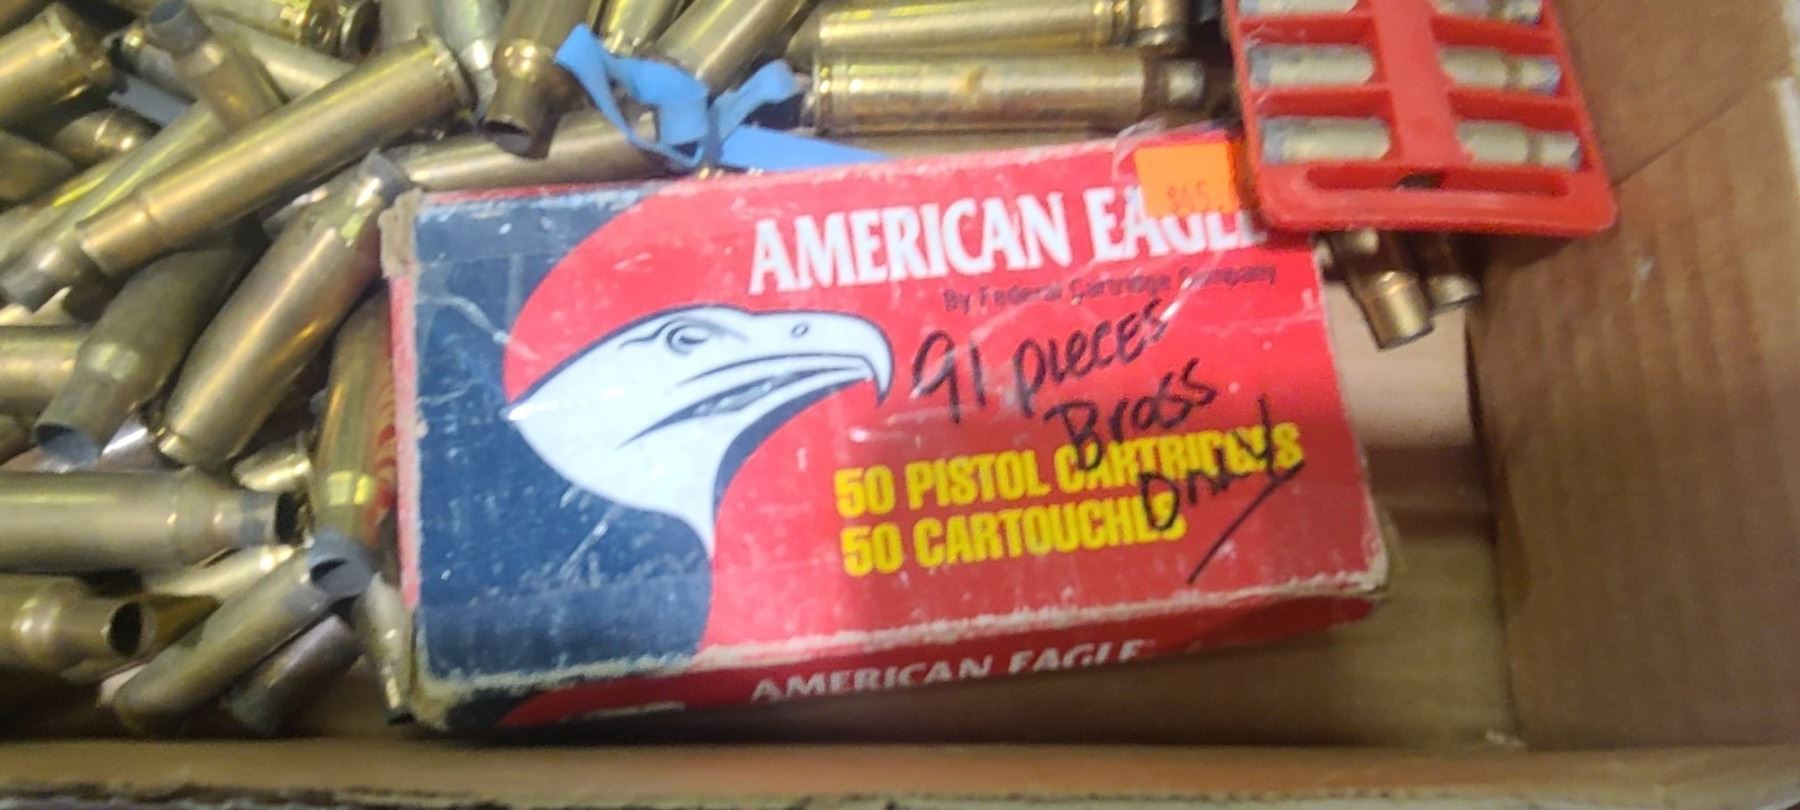 AMERICAN EAGLE
By Federal Cartridge Company
91 pieces
Brass
only
50 PISTOL CARTRIDGES
50 CARTOUCHES
AMERICAN EAGLE